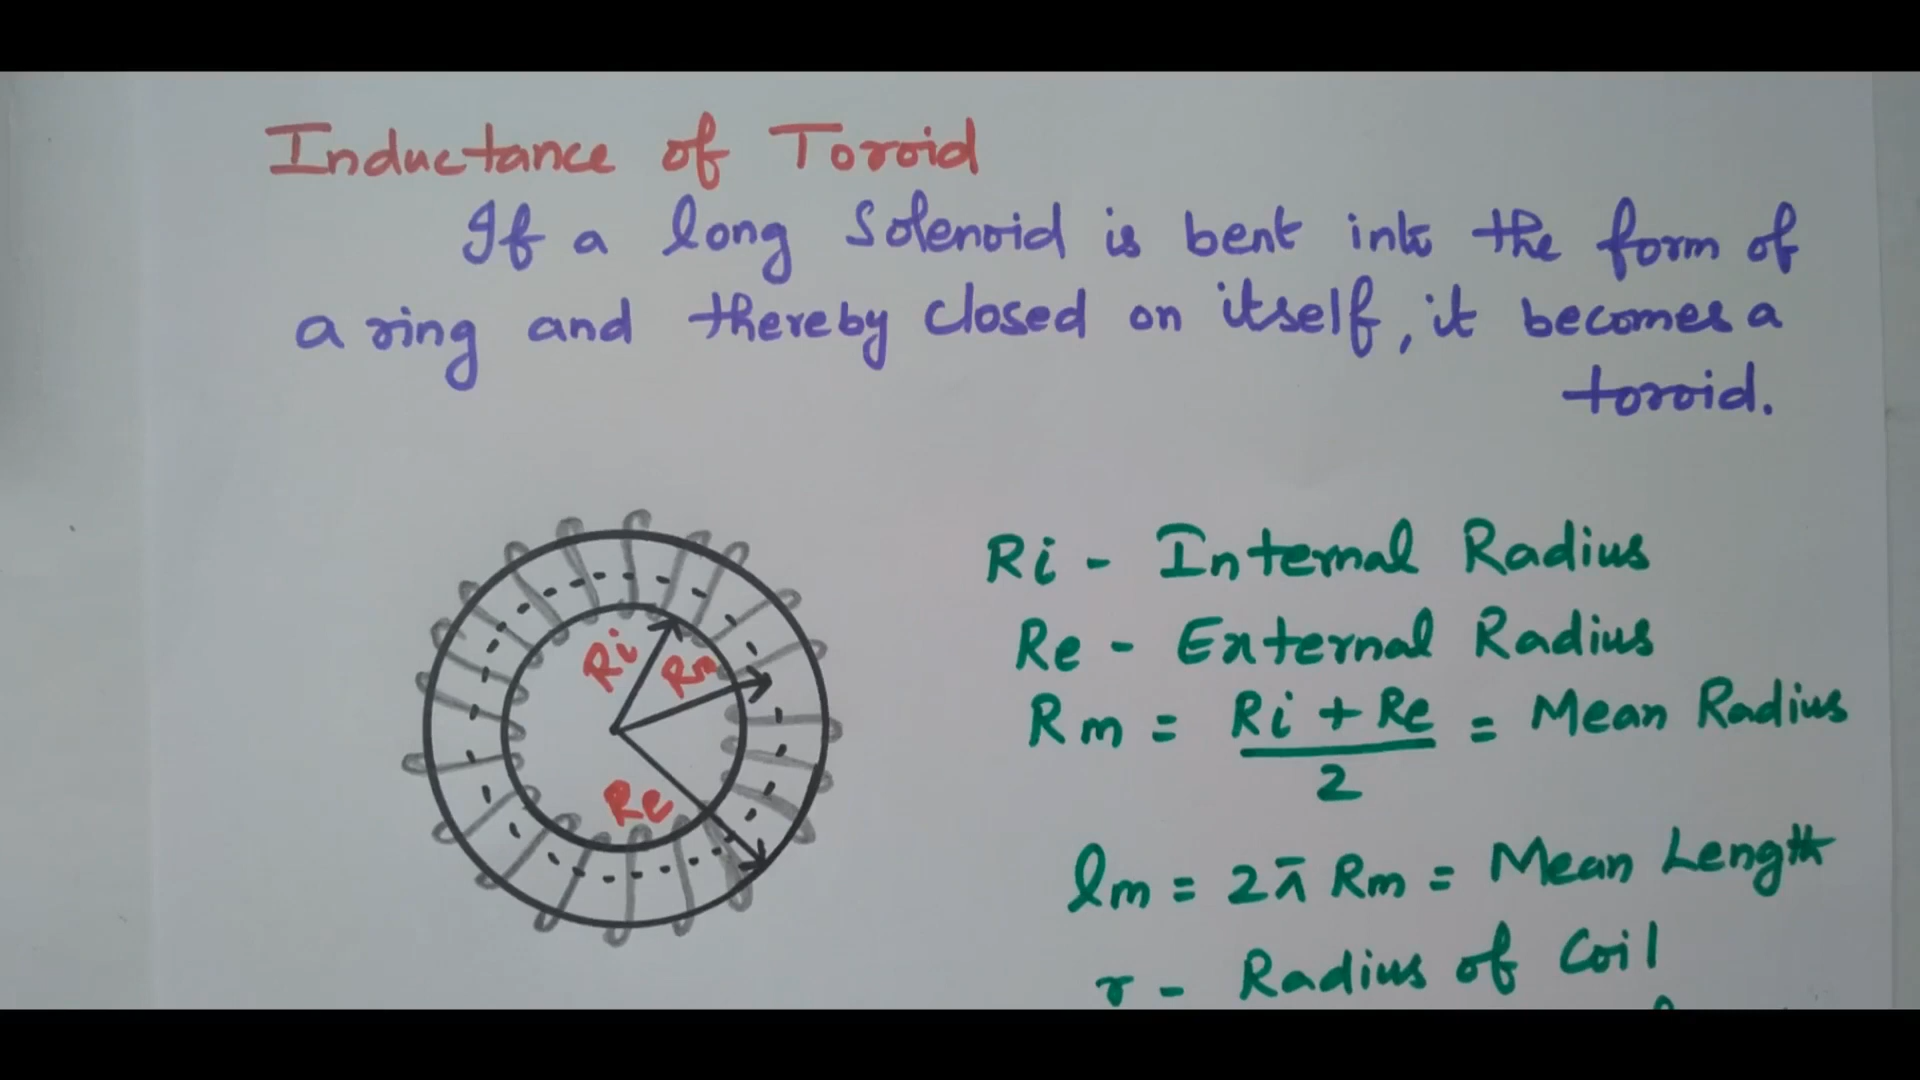 Inductance of Toroid
If a long Solenoid is bent into the form of
a ring and thereby closed on itself, it becomes a
toroid.
Ri
Rm
Re
Ri - Internal Radius
Re - External Radius
Rm = Ri + Re / 2 = Mean Radius
lm = 2π Rm = Mean Length
r - Radius of Coil